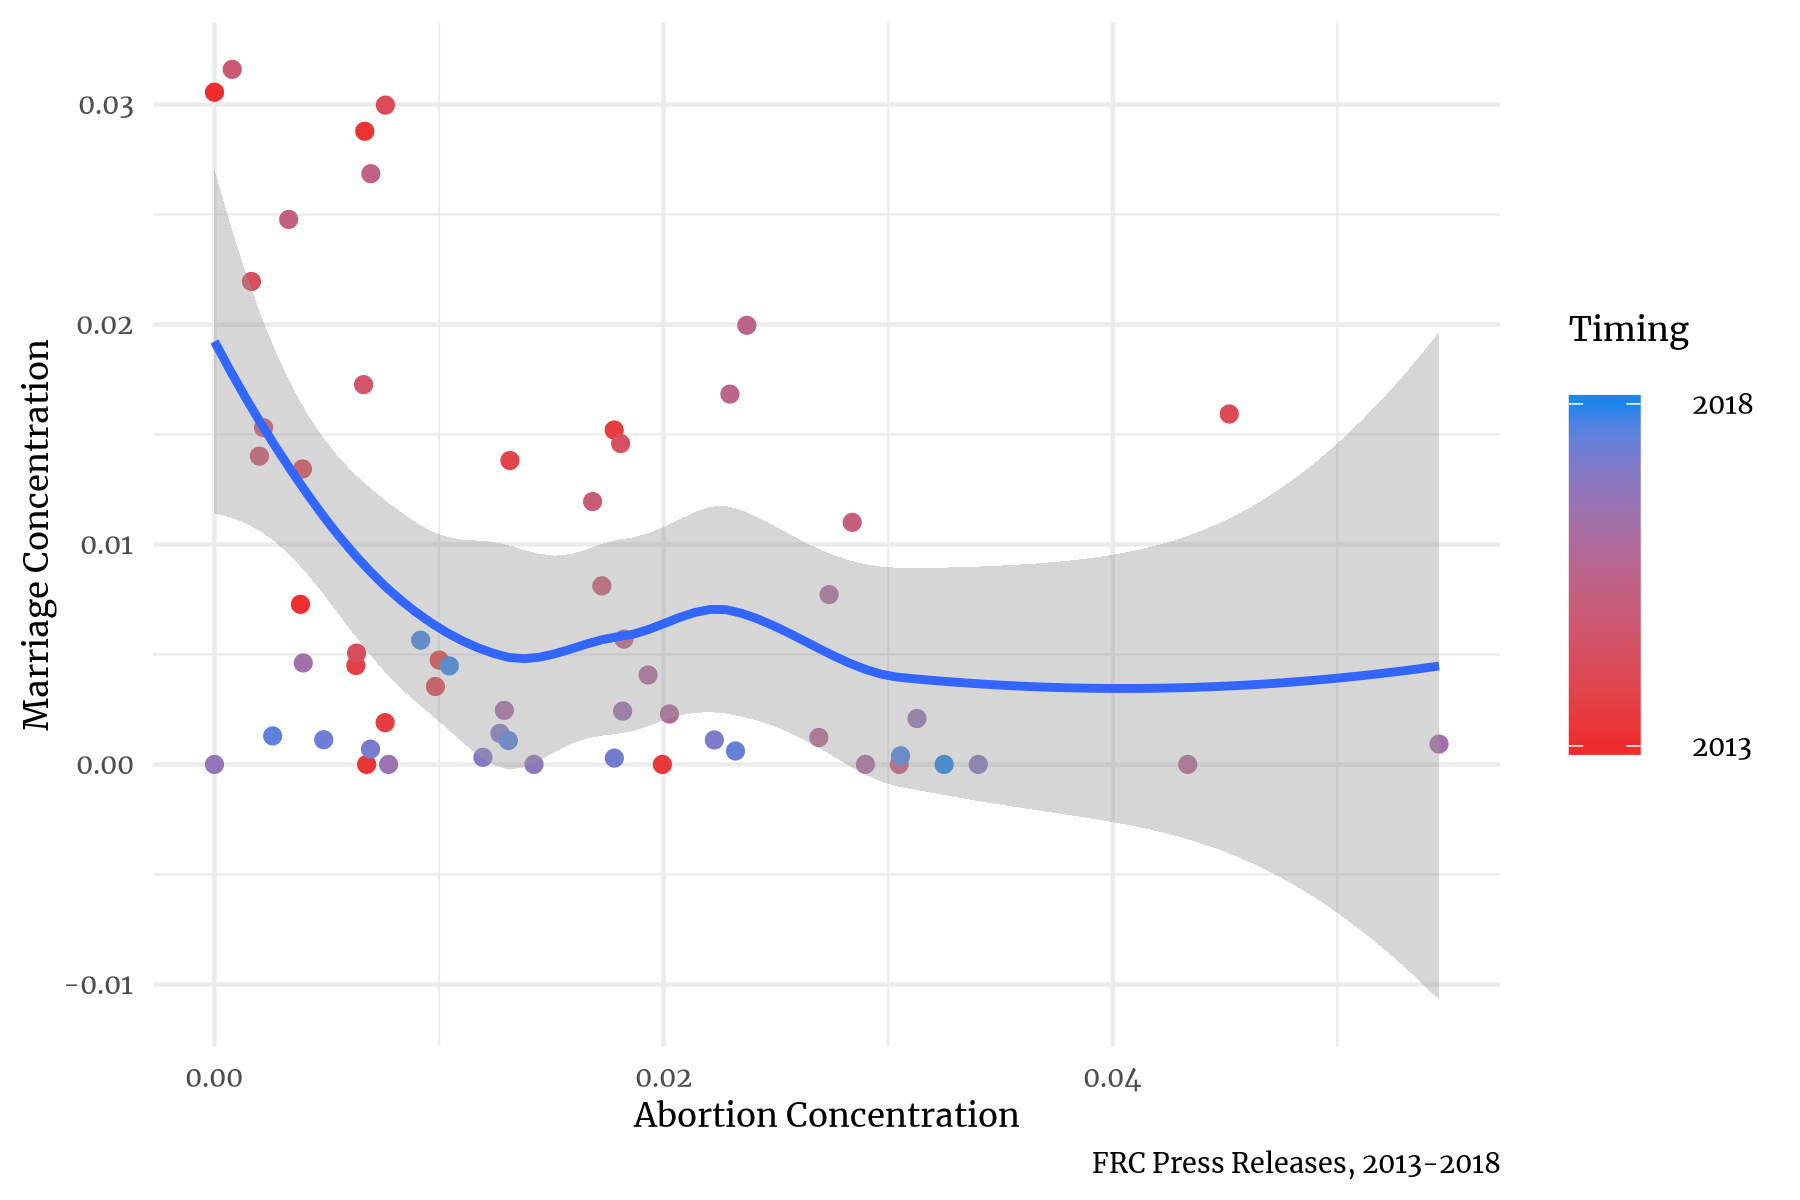 0.03
0.02
0.01
0.00
-0.01
Marriage Concentration
0.00
0.02
0.04
Abortion Concentration
FRC Press Releases, 2013-2018
Timing
2018
2013